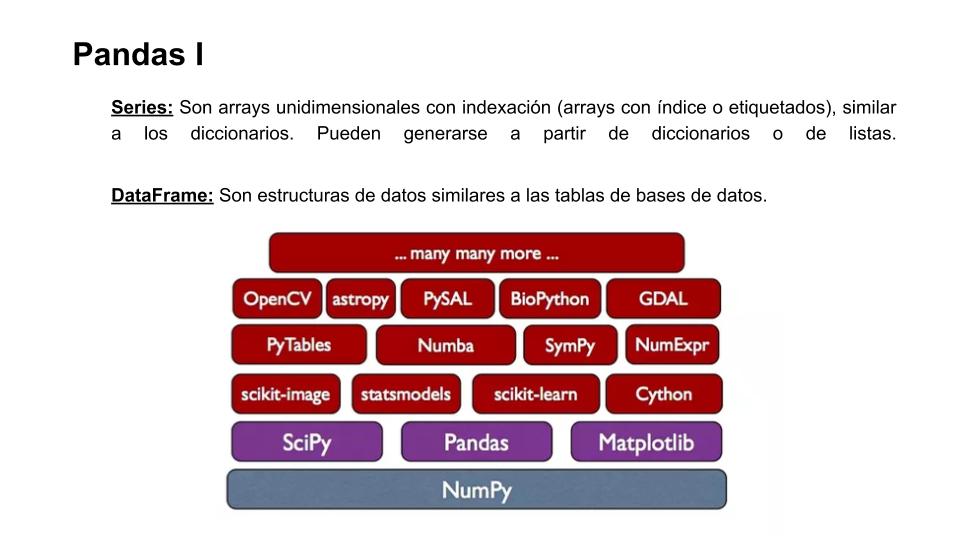 Pandas I
Series: Son arrays unidimensionales con indexación (arrays con índice o etiquetados), similar
a los diccionarios. Pueden generarse a partir de diccionarios o de listas.
DataFrame: Son estructuras de datos similares a las tablas de bases de datos.
... many many more ...
OpenCV astropy PySAL BioPython GDAL
PyTables Numba SymPy NumExpr
scikit-image statsmodels scikit-learn Cython
SciPy Pandas Matplotlib
NumPy